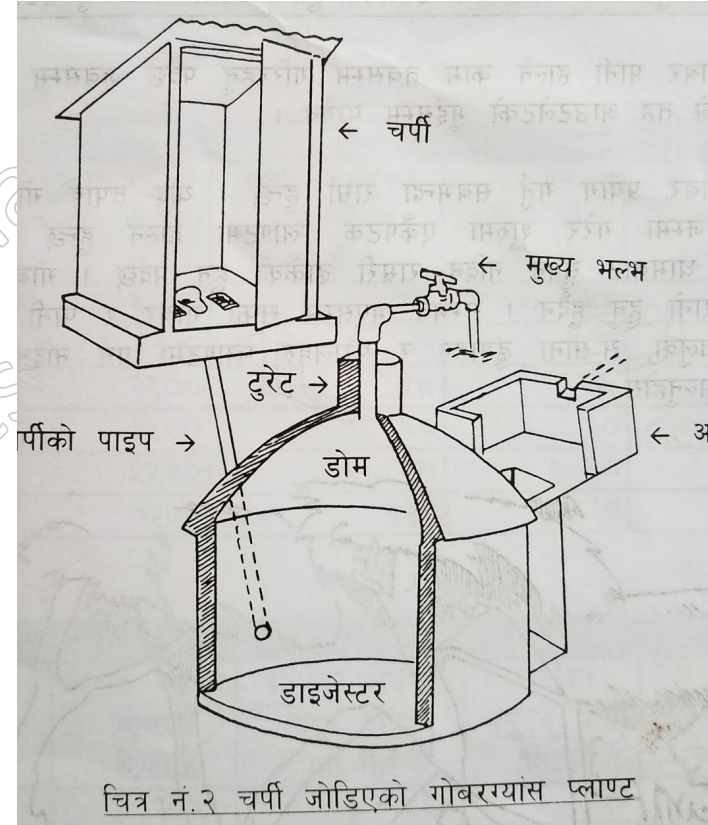 ← चर्पी
← मुख्य भल्भ
टुरेट →
र्पीको पाइप →
डोम
← अ
डाइजेस्टर
चित्र नं.२ चर्पी जोडिएको गोबरग्यांस प्लाण्ट